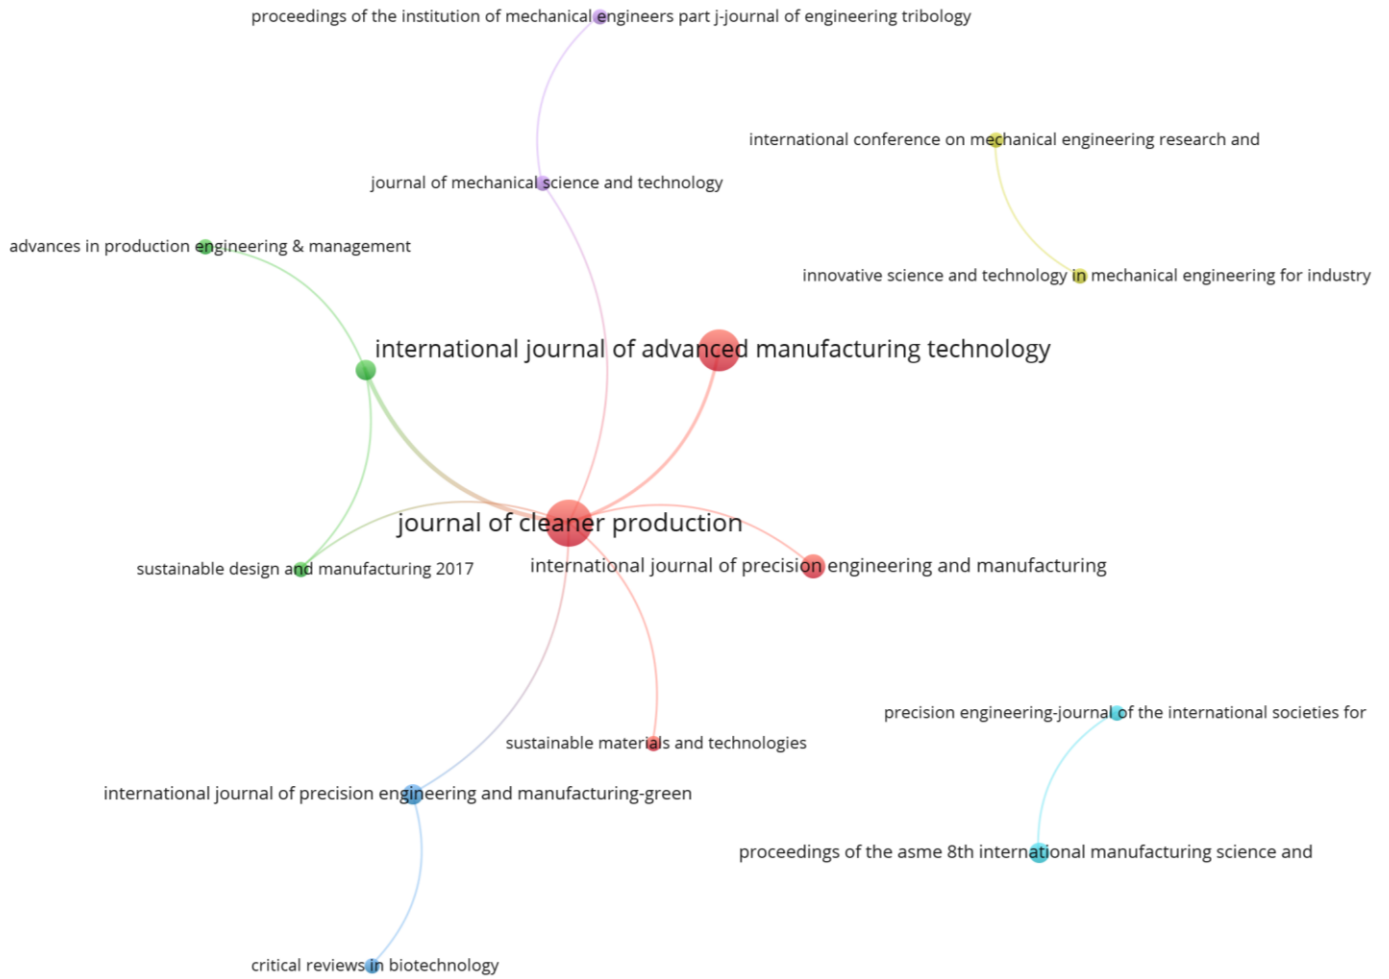 proceedings of the institution of mechanical engineers part j-journal of engineering tribology
international conference on mechanical engineering research and
journal of mechanical science and technology
advances in production engineering & management
innovative science and technology in mechanical engineering for industry
international journal of advanced manufacturing technology
journal of cleaner production
international journal of precision engineering and manufacturing
sustainable design and manufacturing 2017
precision engineering-journal of the international societies for
sustainable materials and technologies
international journal of precision engineering and manufacturing-green
proceedings of the asme 8th international manufacturing science and
critical reviews in biotechnology